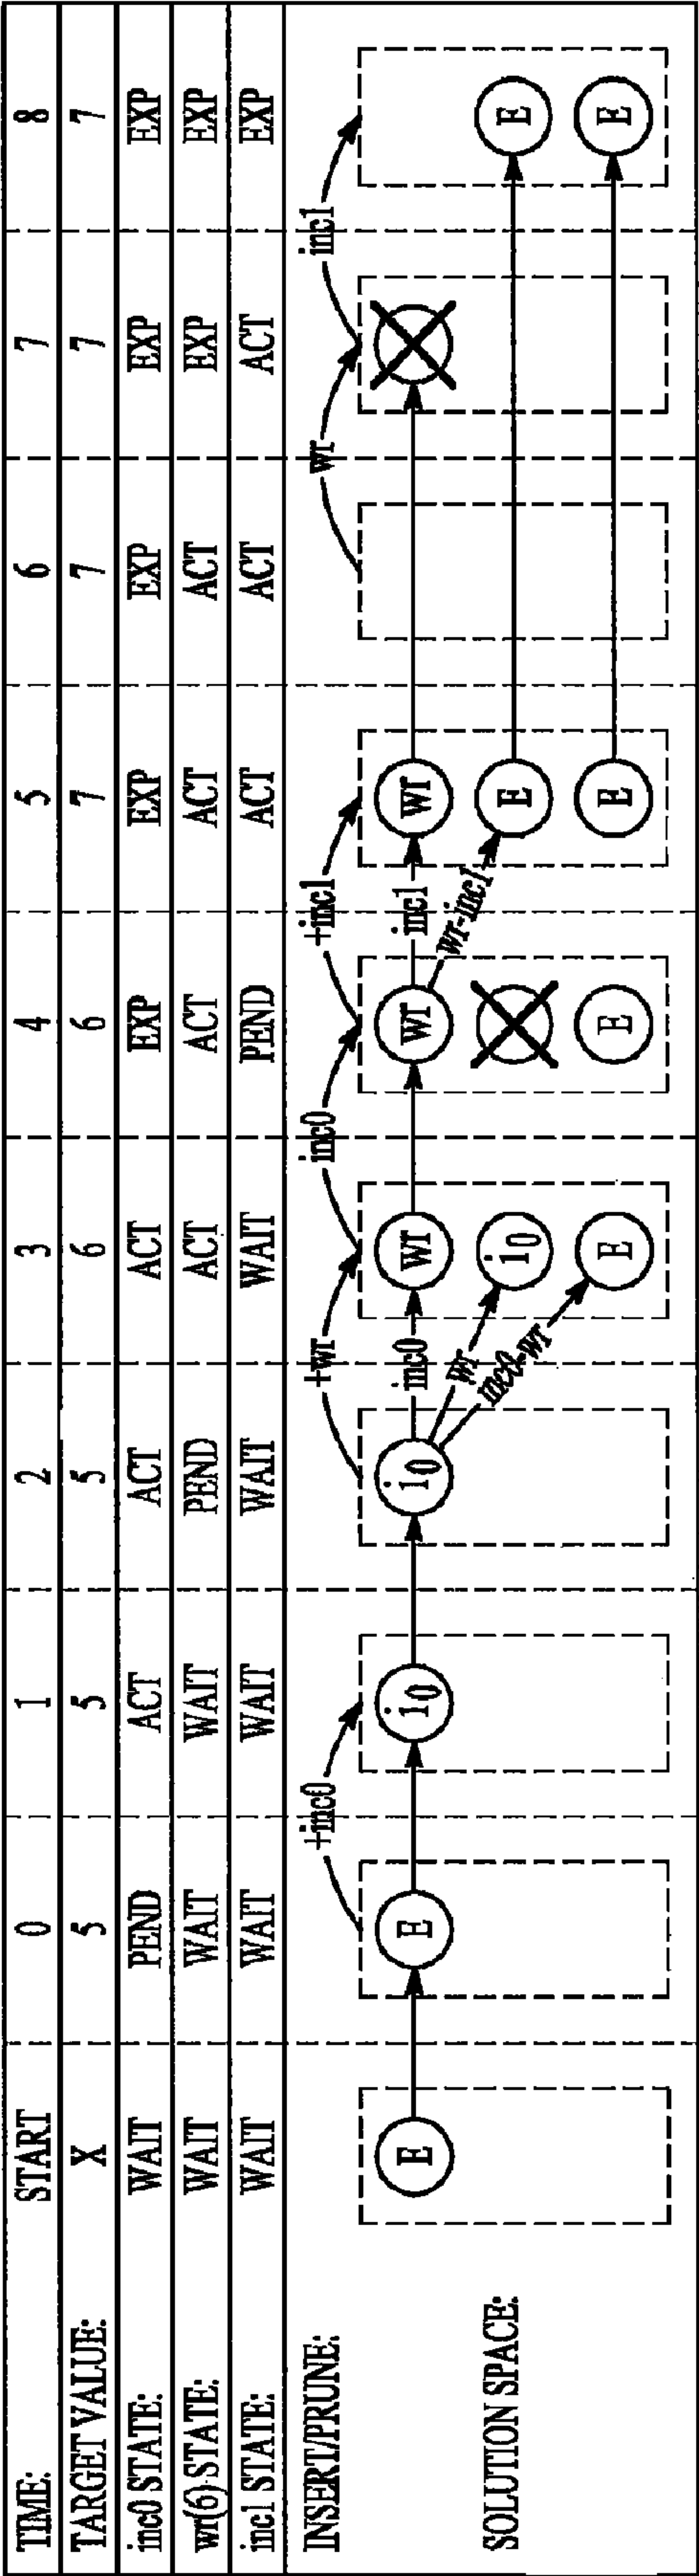 TIME: START 0 1 2 3 4 5 6 7 8
TARGET VALUE: X 5 5 5 6 6 7 7 7 7
inc0 STATE: WAIT PEND ACT ACT ACT EXP EXP EXP EXP EXP
wr(6) STATE: WAIT WAIT WAIT PEND ACT ACT ACT ACT EXP EXP
inc1 STATE: WAIT WAIT WAIT WAIT WAIT PEND ACT ACT ACT EXP
INSERT/PRUNE: +inc0 +wr inc0 +inc1 wr inc1
E E i0 i0 inc0 wr wr inc1 wr
wr wr-inc1
SOLUTION SPACE: i0 E E
inc0-wr
E E E E